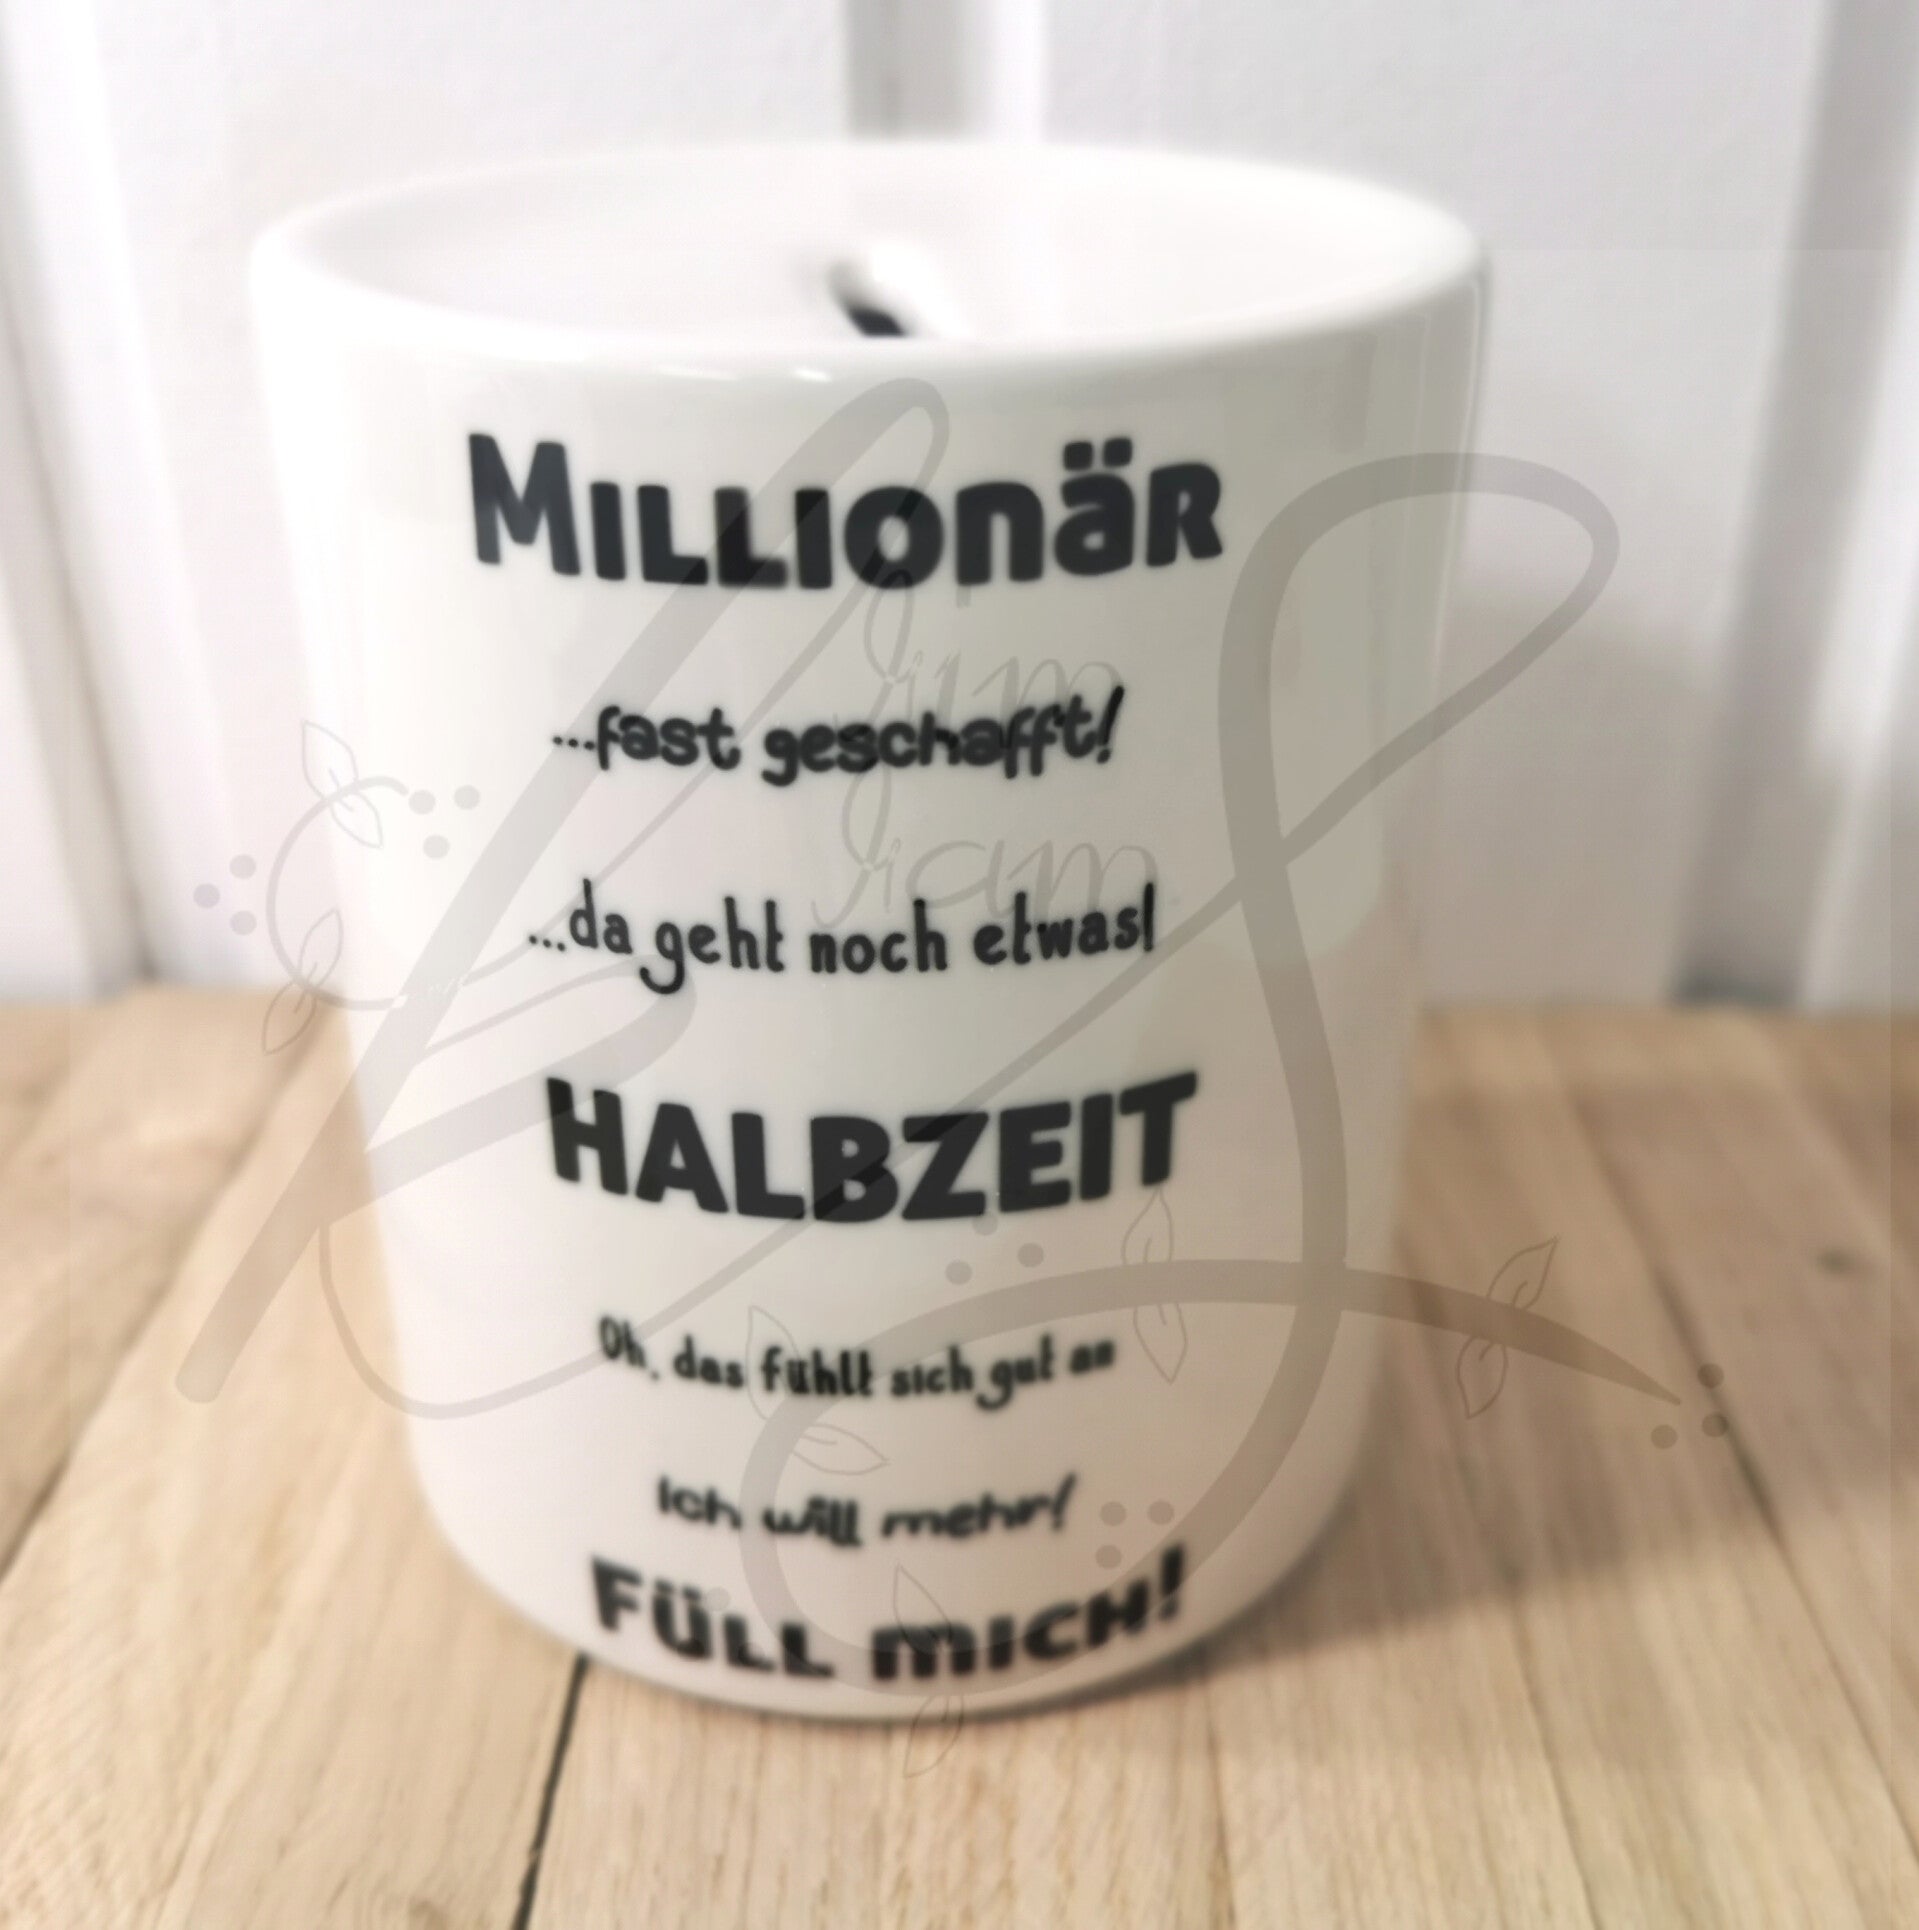 Millionär
...fast geschafft!
...da geht noch etwas!
HALBZEIT
Oh, das fühlt sich gut an
Ich will mehr!
Füll mich!